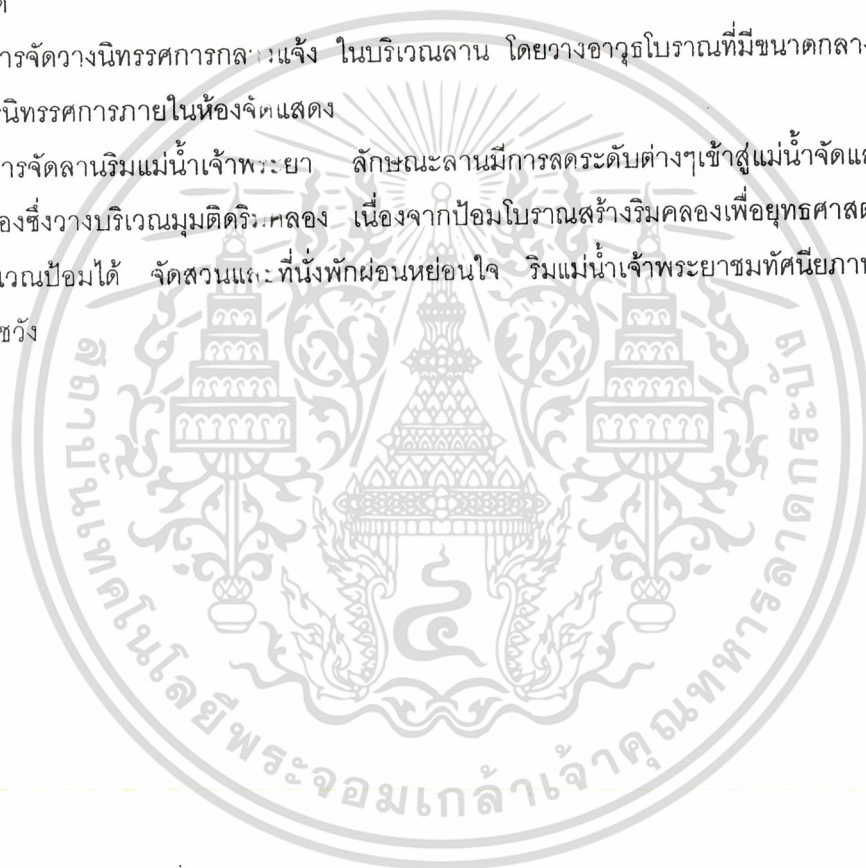 ารจัดวางนิทรรศการกลางแจ้ง ในบริเวณลาน โดยวางอาวุธโบราณที่มีขนาดกลาง
นิทรรศการภายในห้องจัดแสดง
ารจัดลานริมแม่น้ำเจ้าพระยา ลักษณะลานมีการลดระดับต่างๆเข้าสู่แม่น้ำจัดแส
องซึ่งวางบริเวณมุมติดริมคลอง เนื่องจากป้อมโบราณสร้างริมคลองเพื่อยุทธศาสต
เวณป้อมได้ จัดสวนและที่นั่งพักผ่อนหย่อนใจ ริมแม่น้ำเจ้าพระยาชมทัศนียภาพ
ชวัง
สถาบันเทคโนโลยีพระจอมเกล้าเจ้าคุณทหารลาดกระบัง